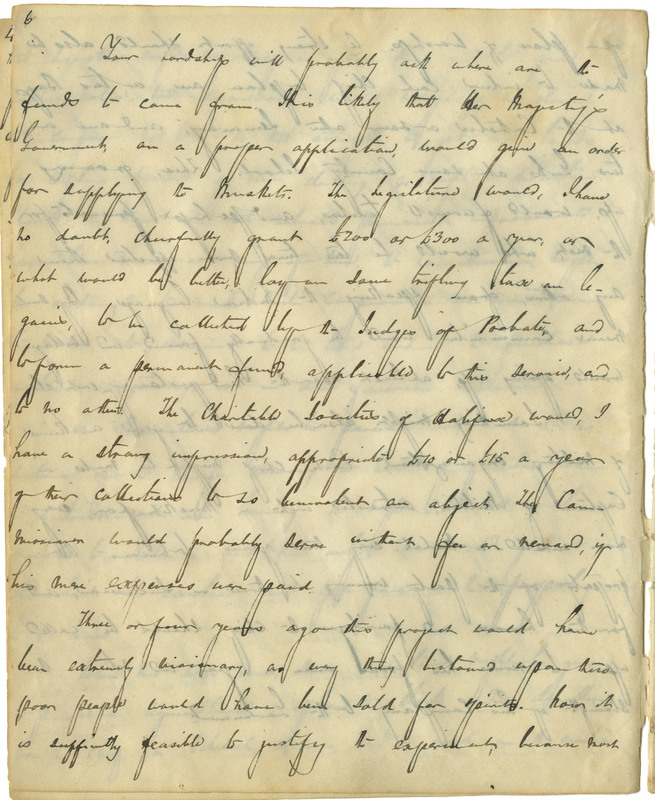 6
Your Lordship will probably ask where are the
funds to come from. It is likely that Her Majesty's
Government, on a proper application, would give an order
for supplying the Muskets. The Legislature would, I have
no doubt, cheerfully grant £200 or £300 a year, or
what would be better, lay on some trifling tax on le-
gacies, to be collected by the Judges of Probate, and
to form a permanent fund, applicable to this service, and
to no other. The Charitable Societies of Halifax would, I
have a strong impression, appropriate £10 or £15 a year
of their collections to so benevolent an object. The Com-
missioner would probably serve without fee or reward, if
his mere expenses were paid.
Three or four years ago this project would have
been extremely visionary, as every thing bestowed upon these
poor people would have been sold for spirits. Now it
is suffintly feasible to justify the experiment, because most